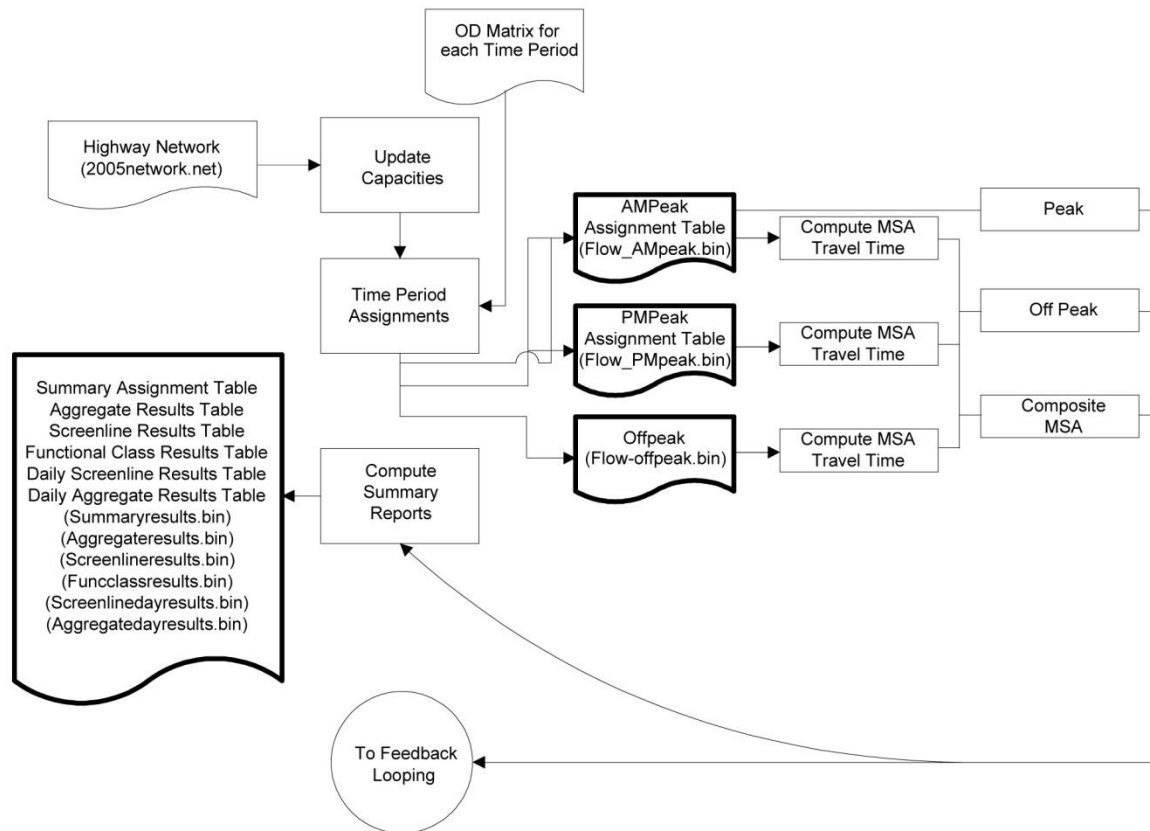 OD Matrix for
each Time Period
Highway Network
(2005network.net)
Update
Capacities
Time Period
Assignments
AMPeak
Assignment Table
(Flow_AMpeak.bin)
Compute MSA
Travel Time
Peak
PMPeak
Assignment Table
(Flow_PMpeak.bin)
Compute MSA
Travel Time
Off Peak
Offpeak
(Flow-offpeak.bin)
Compute MSA
Travel Time
Composite
MSA
Compute
Summary
Reports
Summary Assignment Table
Aggregate Results Table
Screenline Results Table
Functional Class Results Table
Daily Screenline Results Table
Daily Aggregate Results Table
(Summaryresults.bin)
(Aggregateresults.bin)
(Screenlineresults.bin)
(Funcclassresults.bin)
(Screenlinedayresults.bin)
(Aggregatedayresults.bin)
To Feedback
Looping